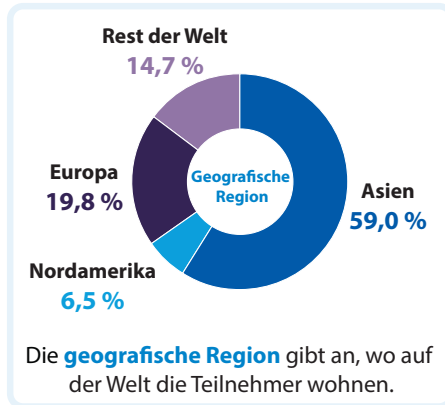 Rest der Welt
14,7 %
Europa
19,8 %
Geografische
Region
Asien
59,0 %
Nordamerika
6,5 %
Die geografische Region gibt an, wo auf
der Welt die Teilnehmer wohnen.